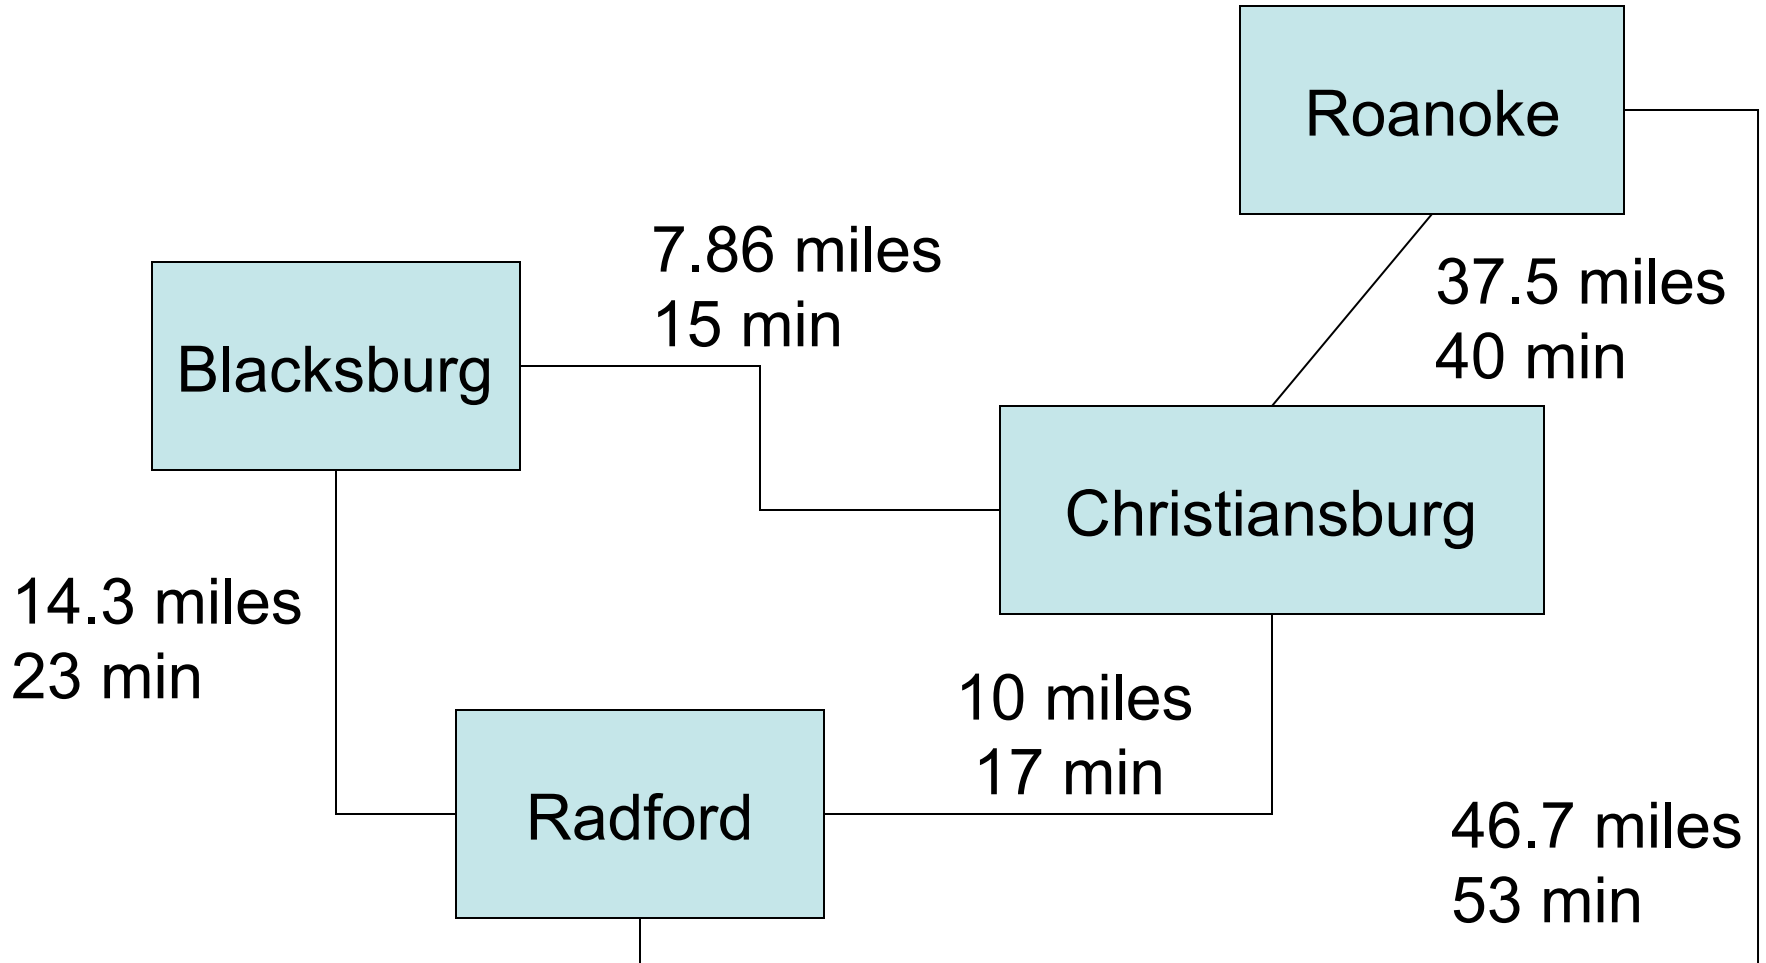 Roanoke
7.86 miles
15 min
37.5 miles
40 min
Blacksburg
Christiansburg
14.3 miles
23 min
10 miles
17 min
Radford
46.7 miles
53 min